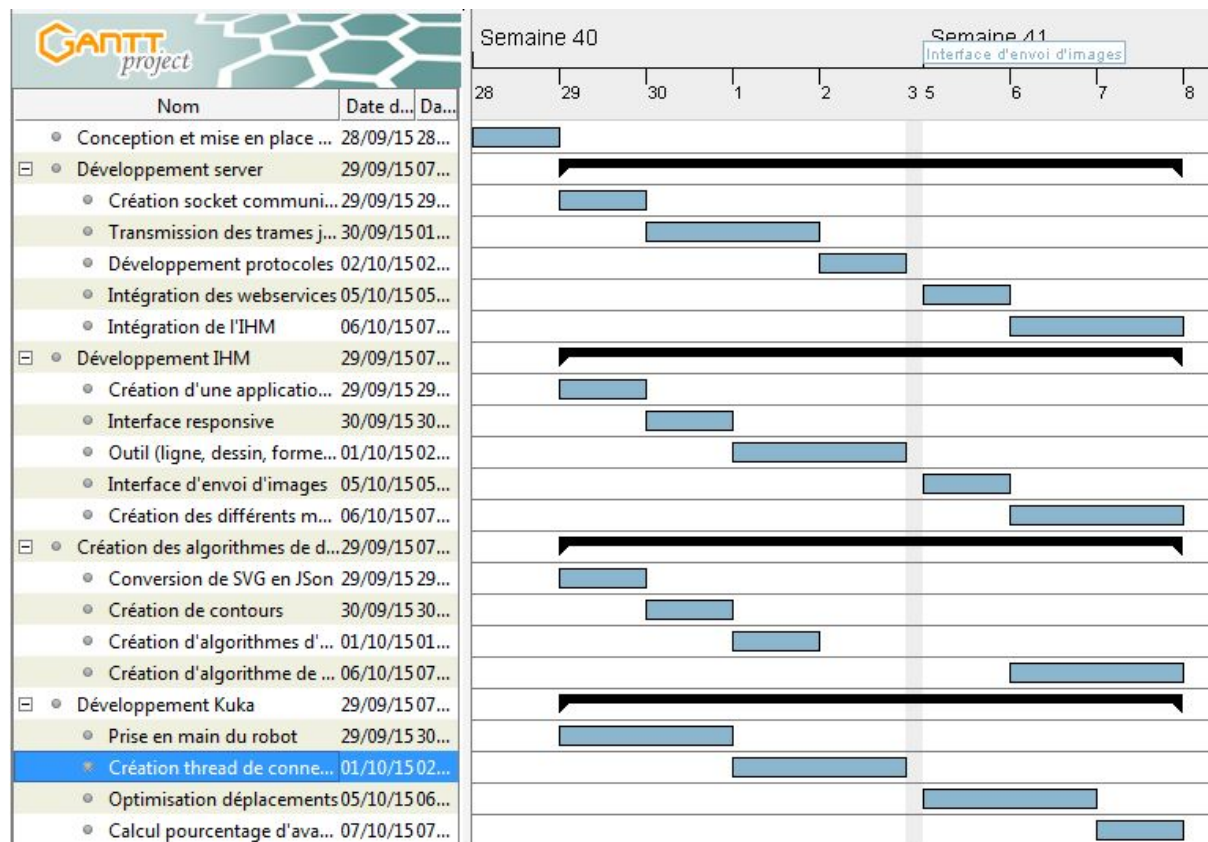 GANTT
project
Semaine 40
Semaine 41
Interface d'envoi d'images
28 29 30 1 2 3 5 6 7 8
Nom Date d... Da...
Conception et mise en place ... 28/09/15 28...
Développement server 29/09/15 07...
Création socket communi... 29/09/15 29...
Transmission des trames j... 30/09/15 01...
Développement protocoles 02/10/15 02...
Intégration des webservices 05/10/15 05...
Intégration de l'IHM 06/10/15 07...
Développement IHM 29/09/15 07...
Création d'une applicatio... 29/09/15 29...
Interface responsive 30/09/15 30...
Outil (ligne, dessin, forme... 01/10/15 02...
Interface d'envoi d'images 05/10/15 05...
Création des différents m... 06/10/15 07...
Création des algorithmes de d... 29/09/15 07...
Conversion de SVG en JSon 29/09/15 29...
Création de contours 30/09/15 30...
Création d'algorithmes d'... 01/10/15 01...
Création d'algorithme de ... 06/10/15 07...
Développement Kuka 29/09/15 07...
Prise en main du robot 29/09/15 30...
Création thread de conne... 01/10/15 02...
Optimisation déplacements 05/10/15 06...
Calcul pourcentage d'ava... 07/10/15 07...